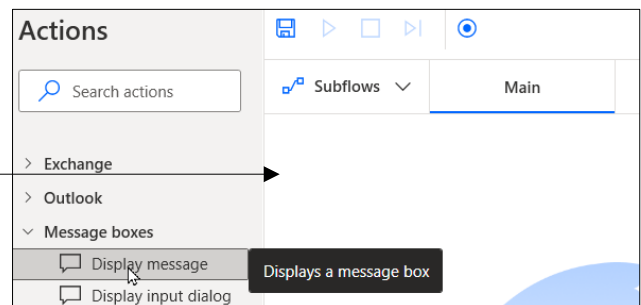 Actions
Search actions
Subflows
Main
Exchange
Outlook
Message boxes
Display message
Displays a message box
Display input dialog